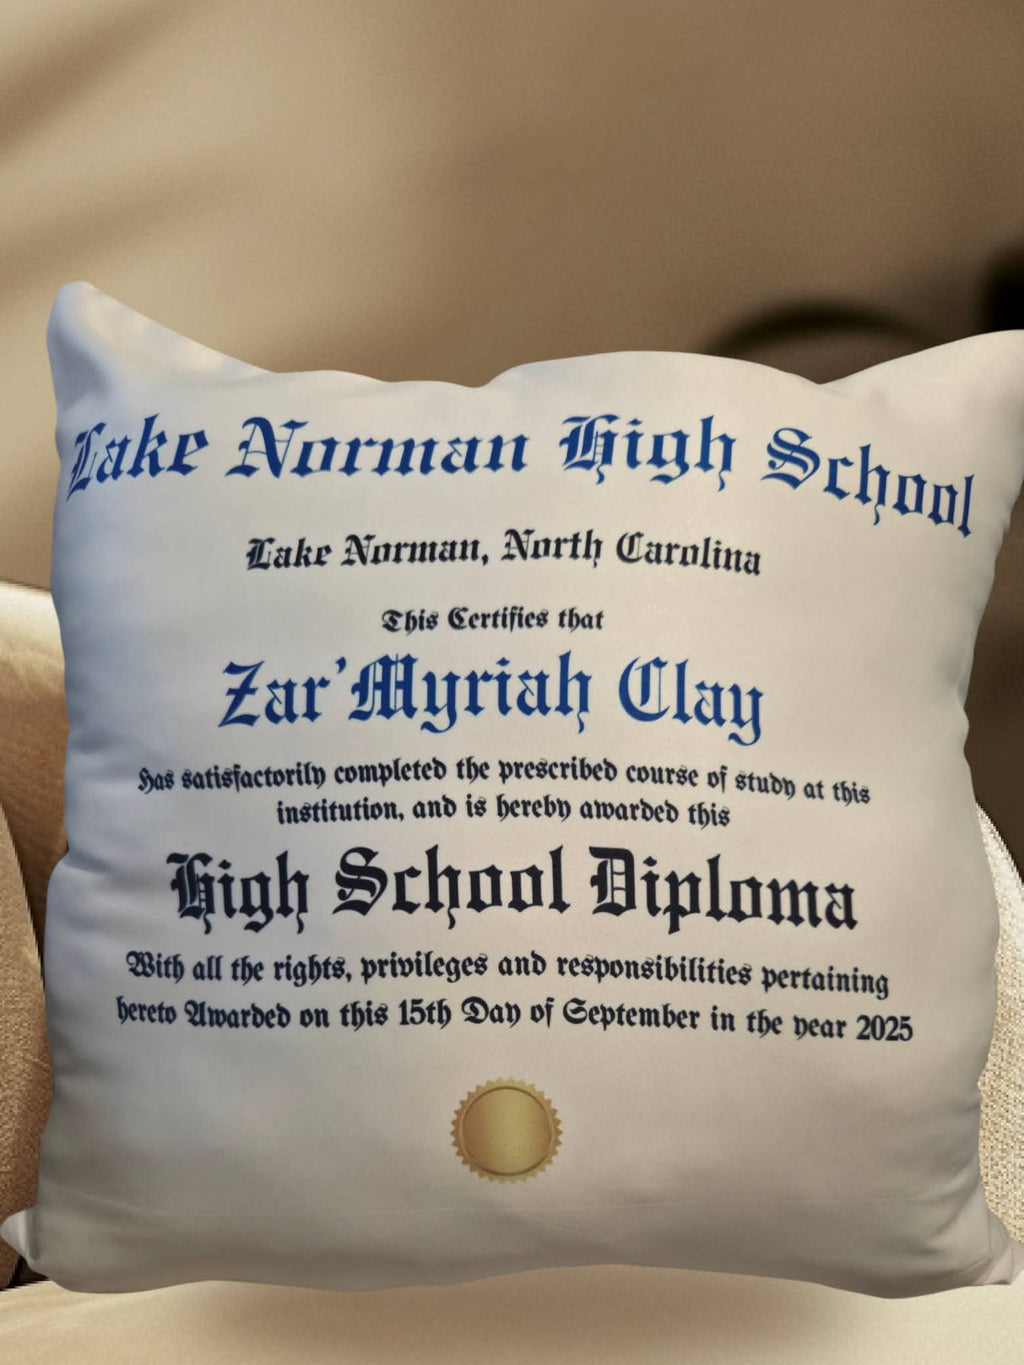 Lake Norman High School
Lake Norman, North Carolina
This Certifies that
Zar'Myriah Clay
Has satisfactorily completed the prescribed course of study at this
institution, and is hereby awarded this
High School Diploma
With all the rights, privileges and responsibilities pertaining
hereto Awarded on this 15th Day of September in the year 2025